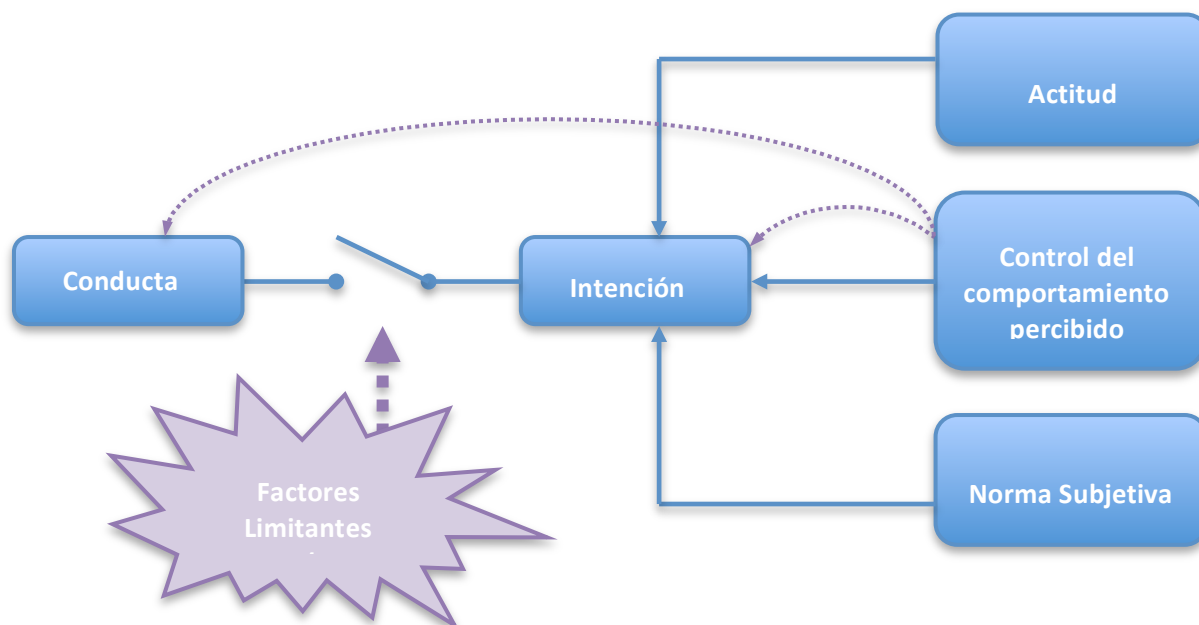 Actitud
Conducta
Intención
Control del
comportamiento
percibido
Factores
Limitantes
Norma Subjetiva